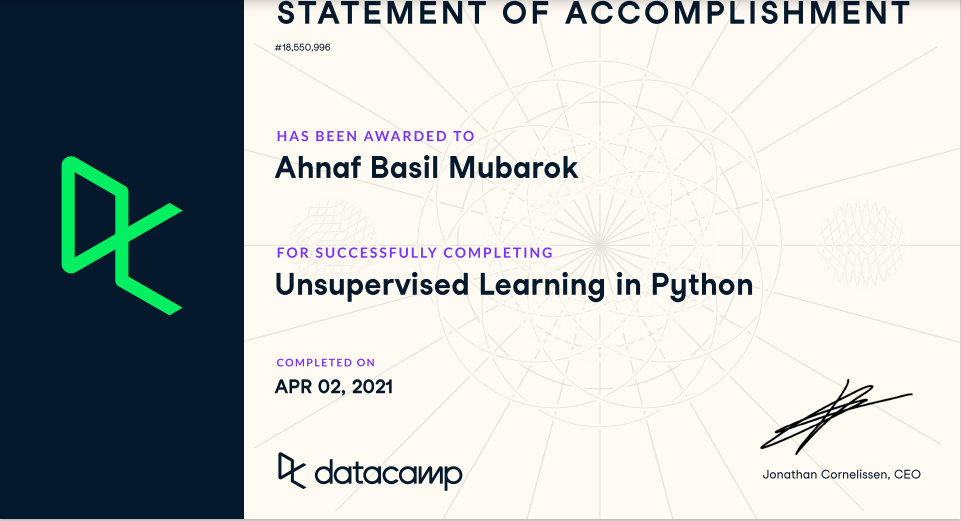 STATEMENT OF ACCOMPLISHMENT
#18,550,996
HAS BEEN AWARDED TO
Ahnaf Basil Mubarok
FOR SUCCESSFULLY COMPLETING
Unsupervised Learning in Python
COMPLETED ON
APR 02, 2021
datacamp
Jonathan Cornelissen, CEO